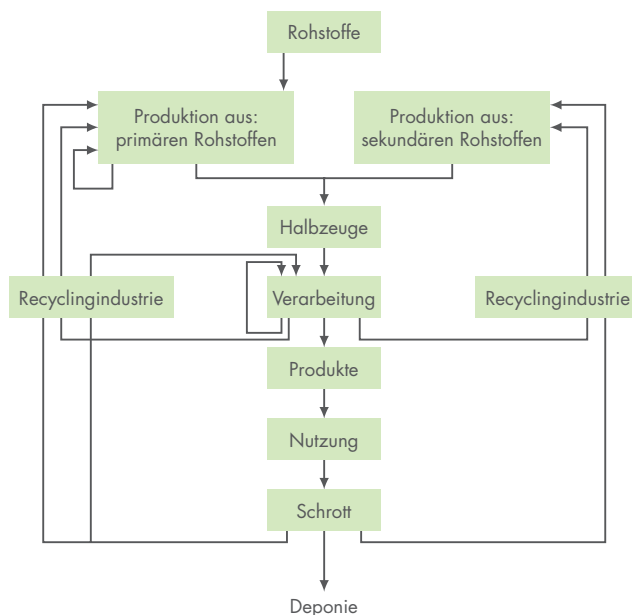 Rohstoffe
Produktion aus:
primären Rohstoffen
Produktion aus:
sekundären Rohstoffen
Halbzeuge
Recyclingindustrie
Verarbeitung
Recyclingindustrie
Produkte
Nutzung
Schrott
Deponie